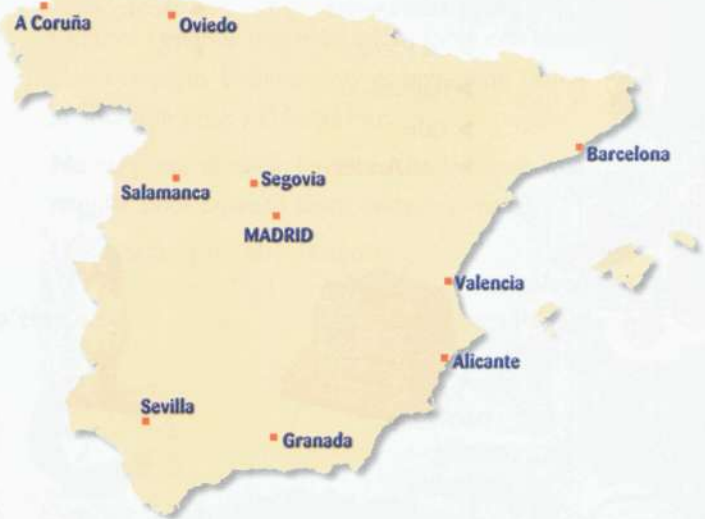 A Coruña
Oviedo
Barcelona
Salamanca
Segovia
MADRID
Valencia
Alicante
Sevilla
Granada